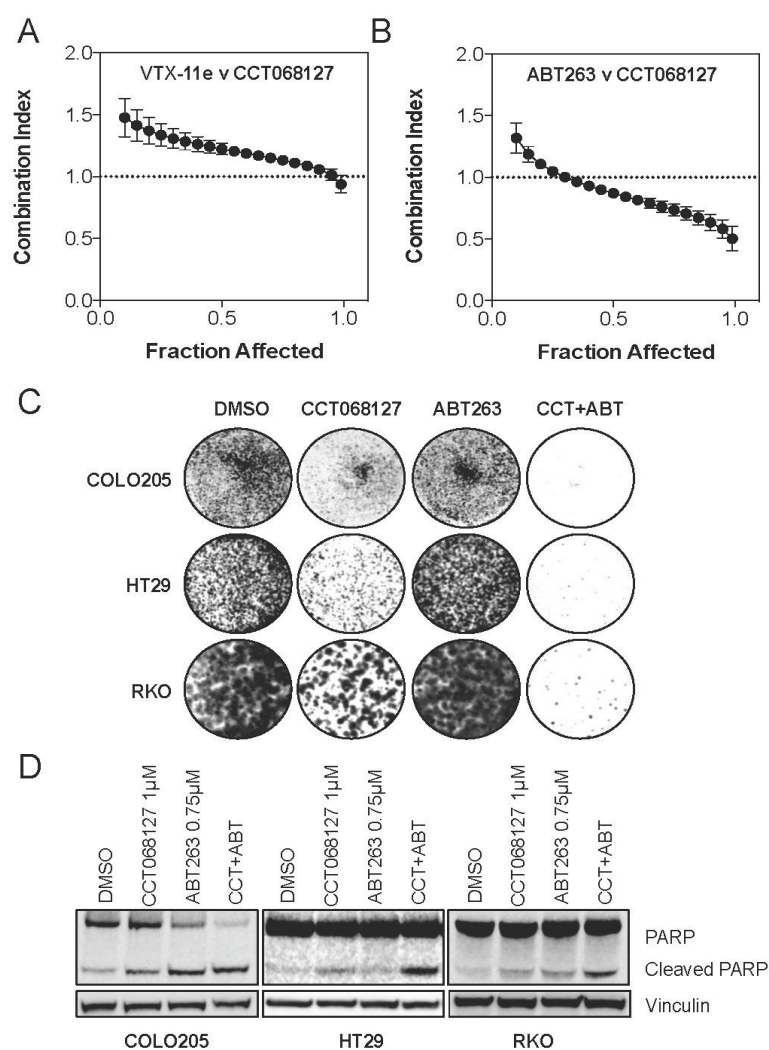 A
VTX-11e v CCT068127
Combination Index
2.0
1.5
1.0
0.5
0.0
0.0
0.5
1.0
Fraction Affected
B
ABT263 v CCT068127
Combination Index
2.0
1.5
1.0
0.5
0.0
0.0
0.5
1.0
Fraction Affected
C
DMSO CCT068127 ABT263 CCT+ABT
COLO205
HT29
RKO
D
DMSO
CCT068127 1µM
ABT263 0.75µM
CCT+ABT
DMSO
CCT068127 1µM
ABT263 0.75µM
CCT+ABT
DMSO
CCT068127 1µM
ABT263 0.75µM
CCT+ABT
PARP
Cleaved PARP
Vinculin
COLO205 HT29 RKO